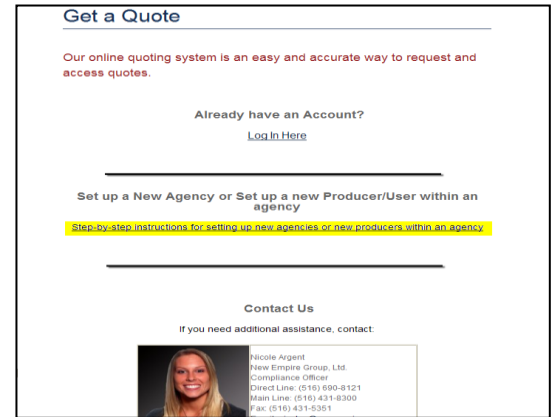 Get a Quote
Our online quoting system is an easy and accurate way to request and
access quotes.
Already have an Account?
Log In Here
Set up a New Agency or Set up a new Producer/User within an
agency
Step-by-step instructions for setting up new agencies or new producers within an agency
Contact Us
If you need additional assistance, contact:
Nicole Argent
New Empire Group, Ltd.
Compliance Officer
Direct Line: (516) 690-8121
Main Line: (516) 431-8300
Fax: (516) 431-5351